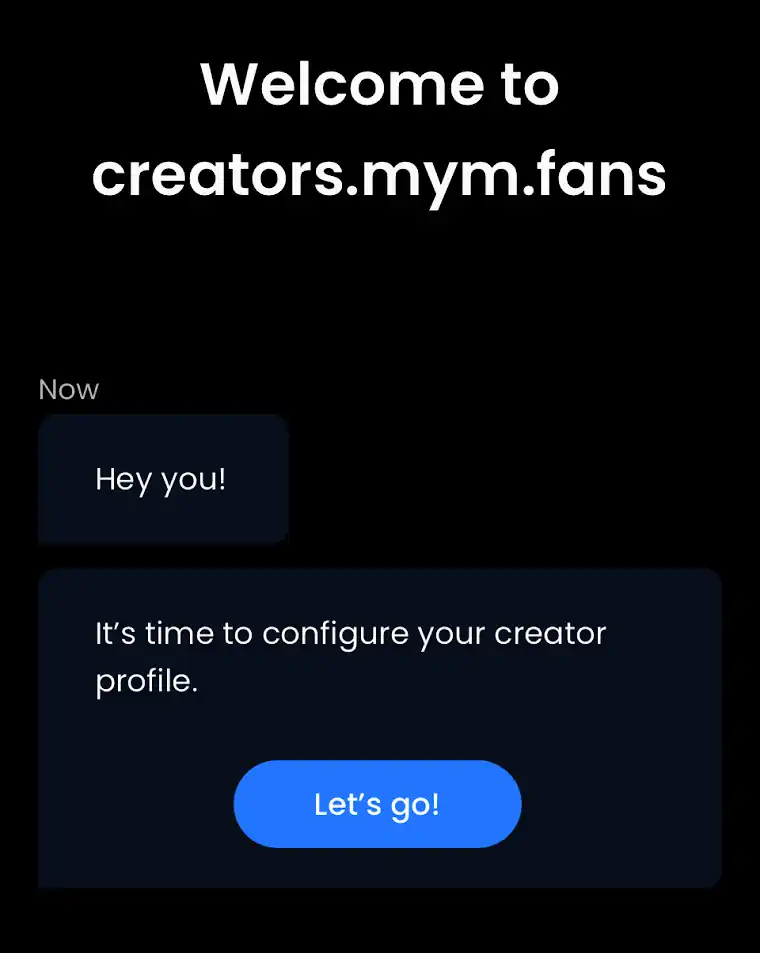 Welcome to
creators.mym.fans
Now
Hey you!
It’s time to configure your creator
profile.
Let’s go!